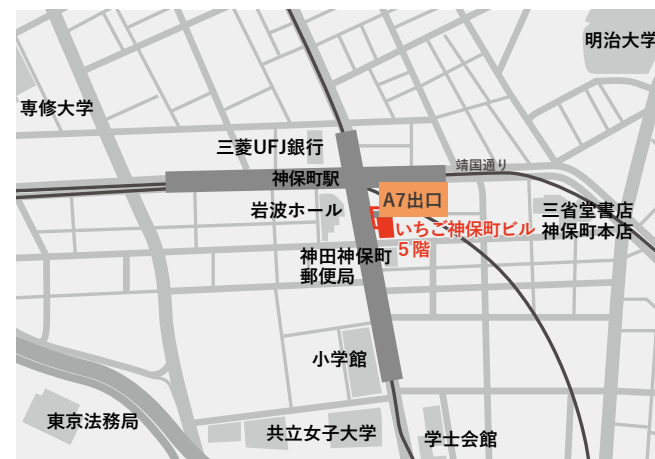 明治大学
専修大学
三菱UFJ銀行
靖国通り
神保町駅
A7出口
岩波ホール
三省堂書店
神保町本店
いちご神保町ビル
５階
神田神保町
郵便局
小学館
東京法務局
共立女子大学
学士会館